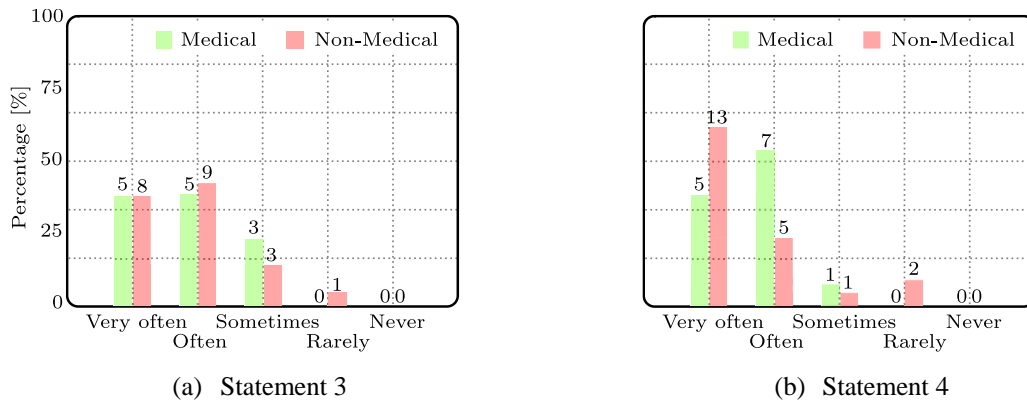 100
75
50
25
0
Percentage [%]
Medical Non-Medical
5 8 5 9 3 3 0 1 0 0
Very often Sometimes Never
Often Rarely
(a) Statement 3
Medical Non-Medical
5 13 7 5 1 1 0 2 0 0
Very often Sometimes Never
Often Rarely
(b) Statement 4